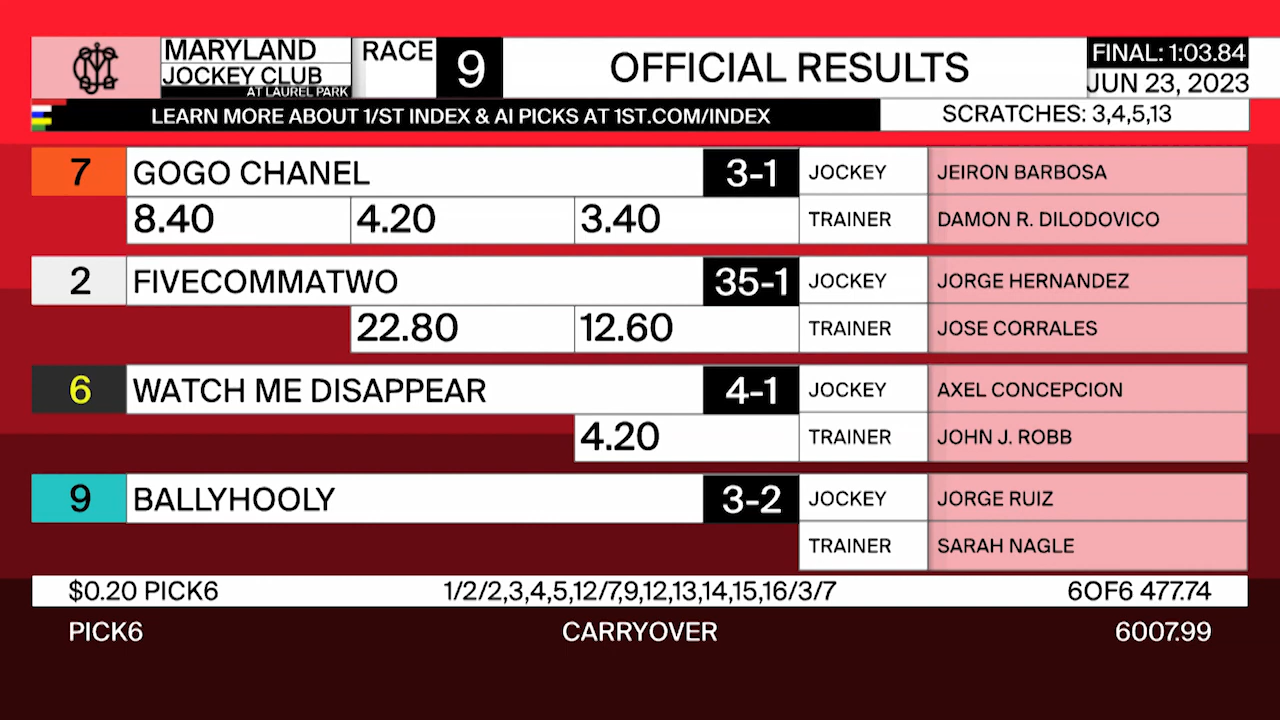 MARYLAND
JOCKEY CLUB
AT LAUREL PARK
RACE 9
OFFICIAL RESULTS
FINAL: 1:03.84
JUN 23, 2023
LEARN MORE ABOUT 1/ST INDEX & AI PICKS AT 1ST.COM/INDEX
SCRATCHES: 3,4,5,13
7 GOGO CHANEL 3-1 JOCKEY JEIRON BARBOSA
8.40 4.20 3.40 TRAINER DAMON R. DILODOVICO
2 FIVECOMMATWO 35-1 JOCKEY JORGE HERNANDEZ
22.80 12.60 TRAINER JOSE CORRALES
6 WATCH ME DISAPPEAR 4-1 JOCKEY AXEL CONCEPCION
4.20 TRAINER JOHN J. ROBB
9 BALLYHOOLY 3-2 JOCKEY JORGE RUIZ
TRAINER SARAH NAGLE
$0.20 PICK6 1/2/2,3,4,5,12/7,9,12,13,14,15,16/3/7 6OF6 477.74
PICK6 CARRYOVER 6007.99